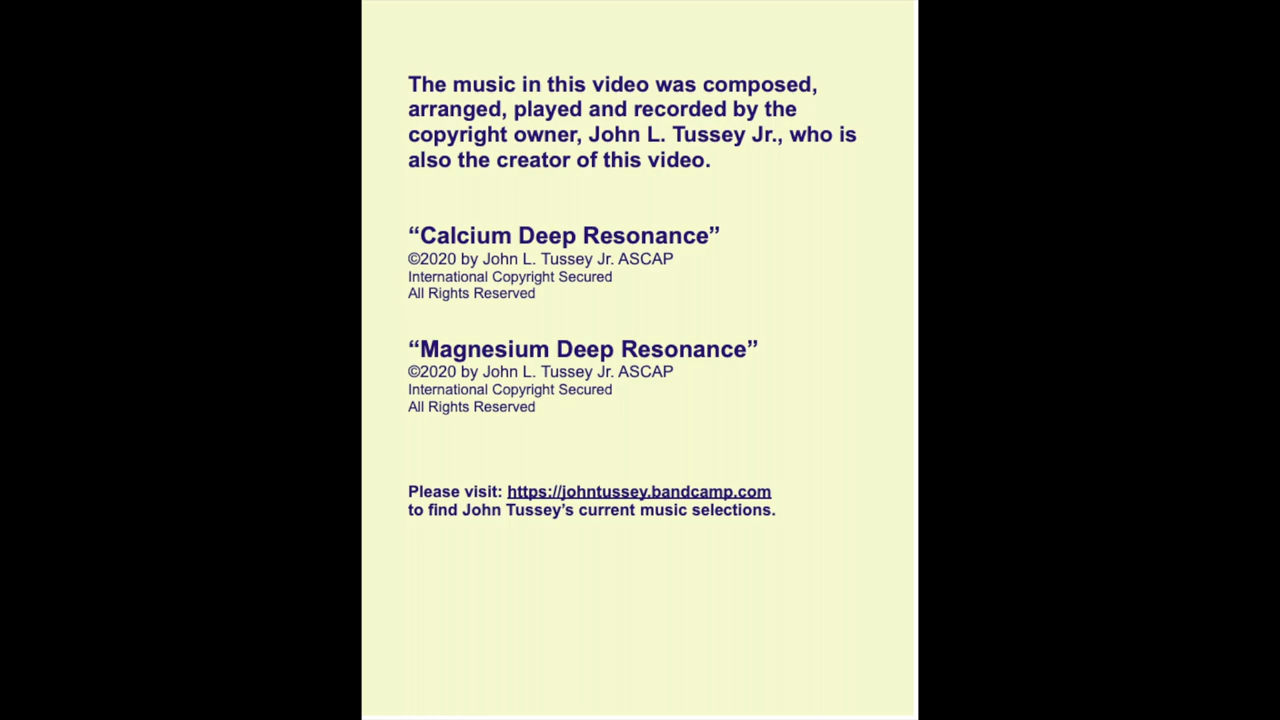 The music in this video was composed,
arranged, played and recorded by the
copyright owner, John L. Tussey Jr., who is
also the creator of this video.
“Calcium Deep Resonance”
©2020 by John L. Tussey Jr. ASCAP
International Copyright Secured
All Rights Reserved
“Magnesium Deep Resonance”
©2020 by John L. Tussey Jr. ASCAP
International Copyright Secured
All Rights Reserved
Please visit: https://johntussey.bandcamp.com
to find John Tussey’s current music selections.